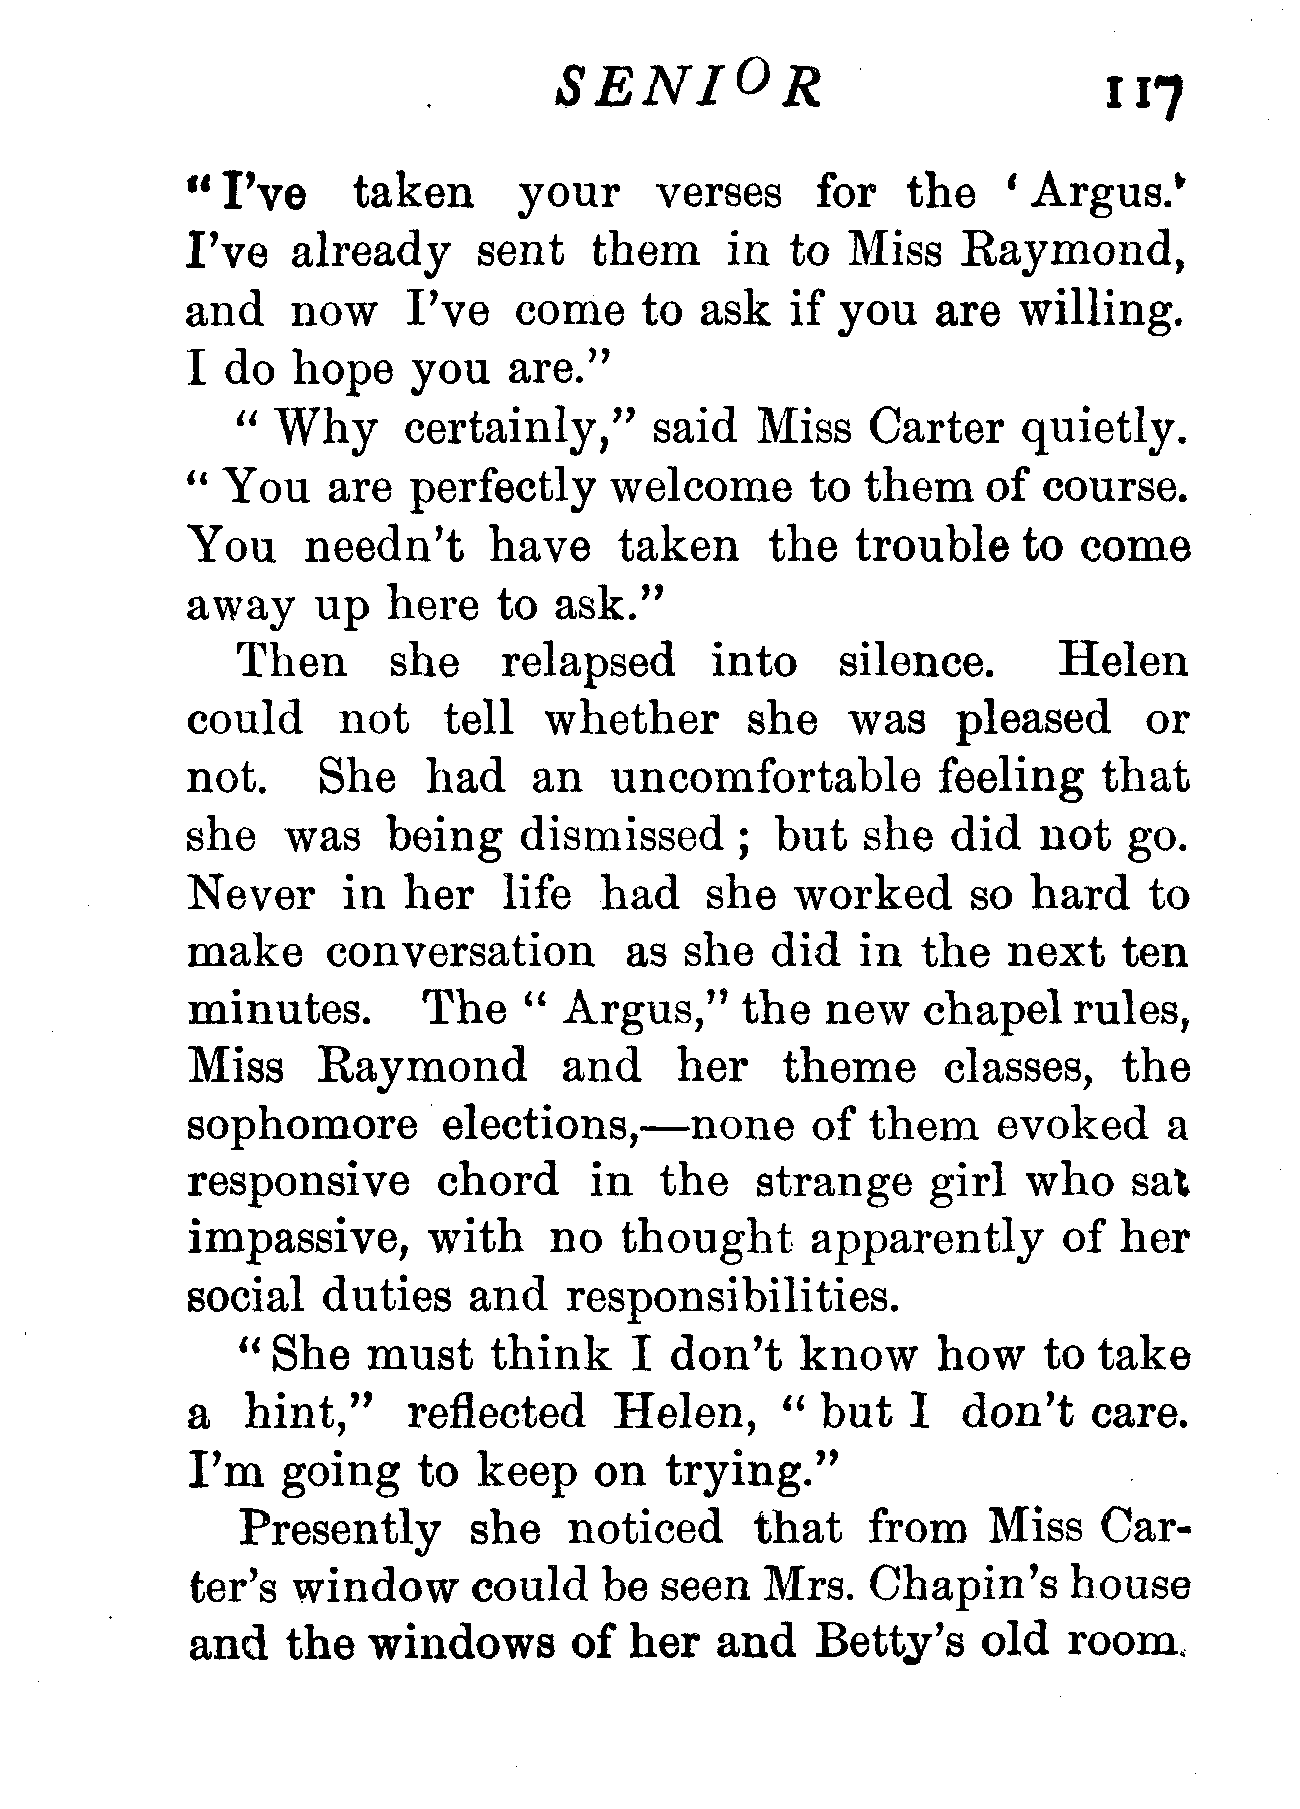 SENIOR 117
“I’ve taken your verses for the ‘Argus.’
I’ve already sent them in to Miss Raymond,
and now I’ve come to ask if you are willing.
I do hope you are.”
“Why certainly,” said Miss Carter quietly.
“You are perfectly welcome to them of course.
You needn’t have taken the trouble to come
away up here to ask.”
Then she relapsed into silence. Helen
could not tell whether she was pleased or
not. She had an uncomfortable feeling that
she was being dismissed; but she did not go.
Never in her life had she worked so hard to
make conversation as she did in the next ten
minutes. The “Argus,” the new chapel rules,
Miss Raymond and her theme classes, the
sophomore elections,—none of them evoked a
responsive chord in the strange girl who sat
impassive, with no thought apparently of her
social duties and responsibilities.
“She must think I don’t know how to take
a hint,” reflected Helen, “but I don’t care.
I’m going to keep on trying.”
Presently she noticed that from Miss Car-
ter’s window could be seen Mrs. Chapin’s house
and the windows of her and Betty’s old room.